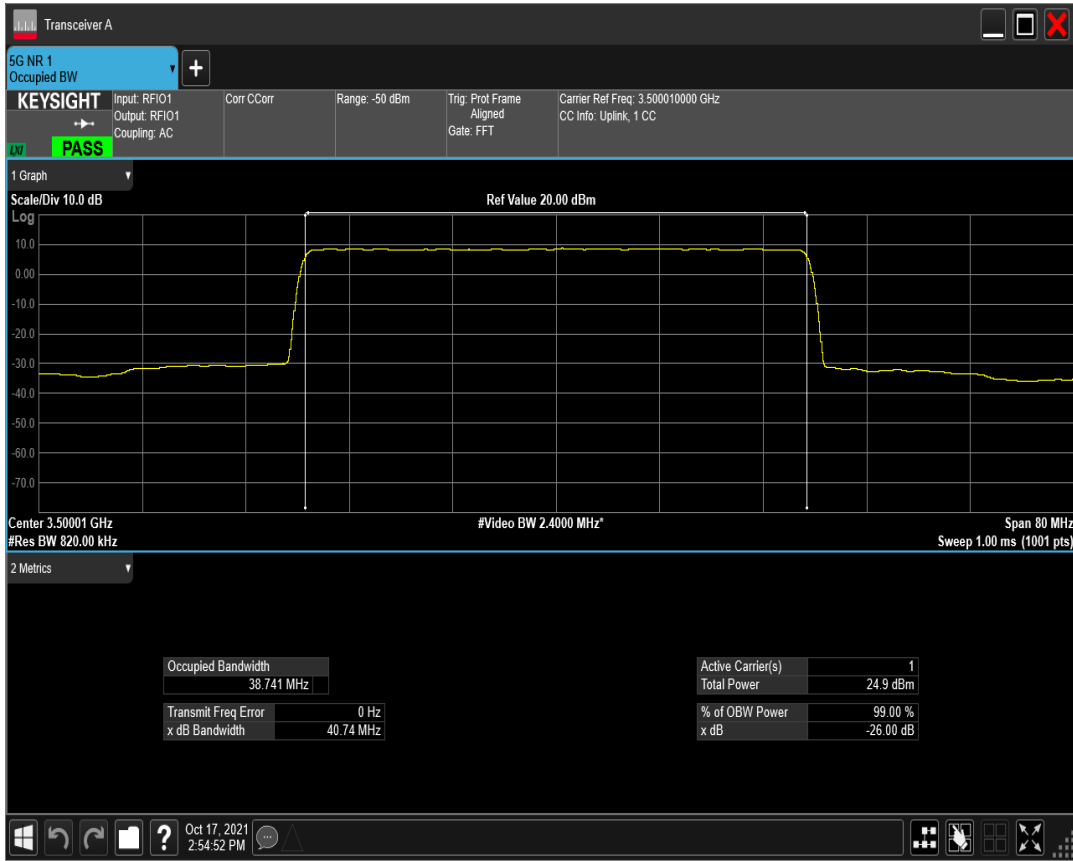 Transceiver A
5G NR 1
Occupied BW
+
KEYSIGHT
LXI
PASS
Input: RFIO1
Output: RFIO1
Coupling: AC
Corr CCorr
Range: -50 dBm
Trig: Prot Frame
Aligned
Gate: FFT
Carrier Ref Freq: 3.500010000 GHz
CC Info: Uplink, 1 CC
1 Graph
Scale/Div 10.0 dB
Ref Value 20.00 dBm
Log
10.0
0.00
-10.0
-20.0
-30.0
-40.0
-50.0
-60.0
-70.0
Center 3.50001 GHz
#Video BW 2.4000 MHz*
Span 80 MHz
#Res BW 820.00 kHz
Sweep 1.00 ms (1001 pts)
2 Metrics
Occupied Bandwidth
38.741 MHz
Transmit Freq Error 0 Hz
x dB Bandwidth 40.74 MHz
Active Carrier(s) 1
Total Power 24.9 dBm
% of OBW Power 99.00 %
x dB -26.00 dB
?
Oct 17, 2021
2:54:52 PM